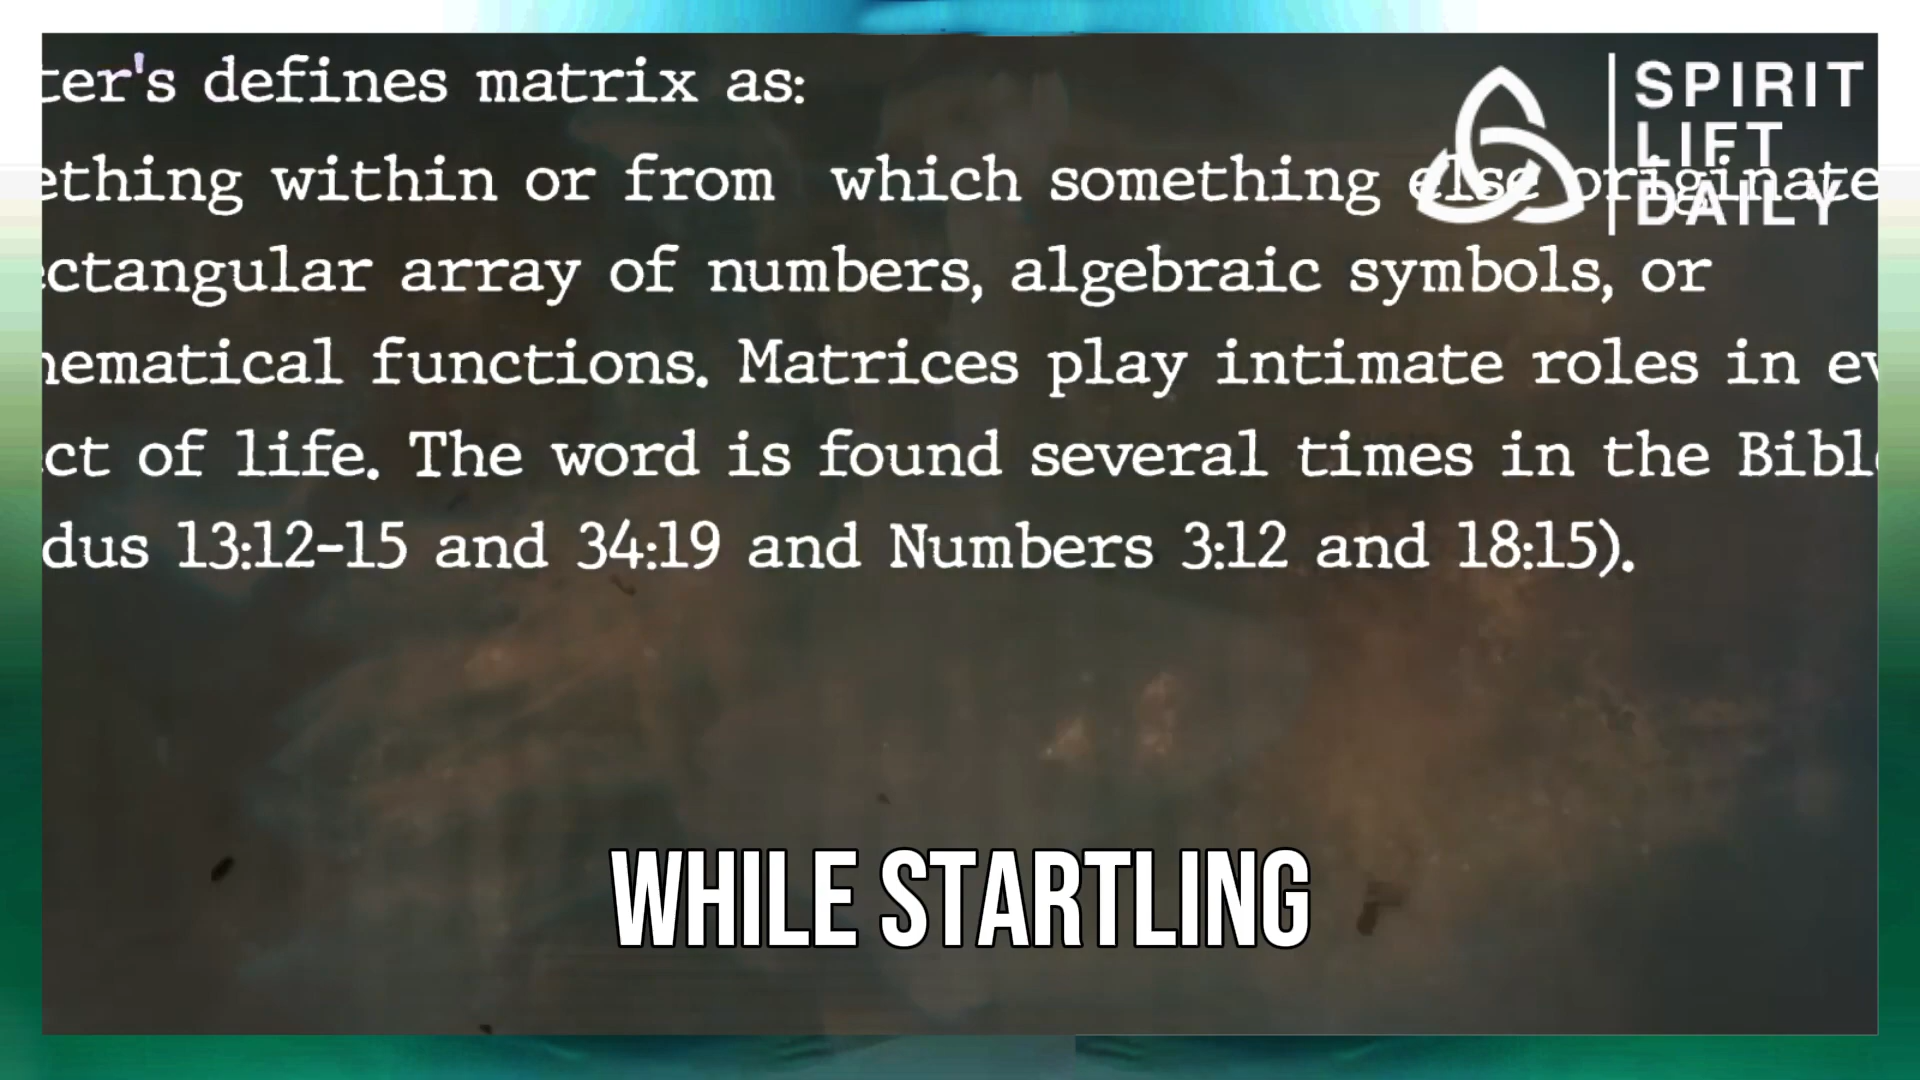 ter's defines matrix as:
ething within or from which something else originate
ectangular array of numbers, algebraic symbols, or
hematical functions. Matrices play intimate roles in ev
ct of life. The word is found several times in the Bibl
dus 13:12-15 and 34:19 and Numbers 3:12 and 18:15).
SPIRIT
LIFT
DAILY
WHILE STARTLING